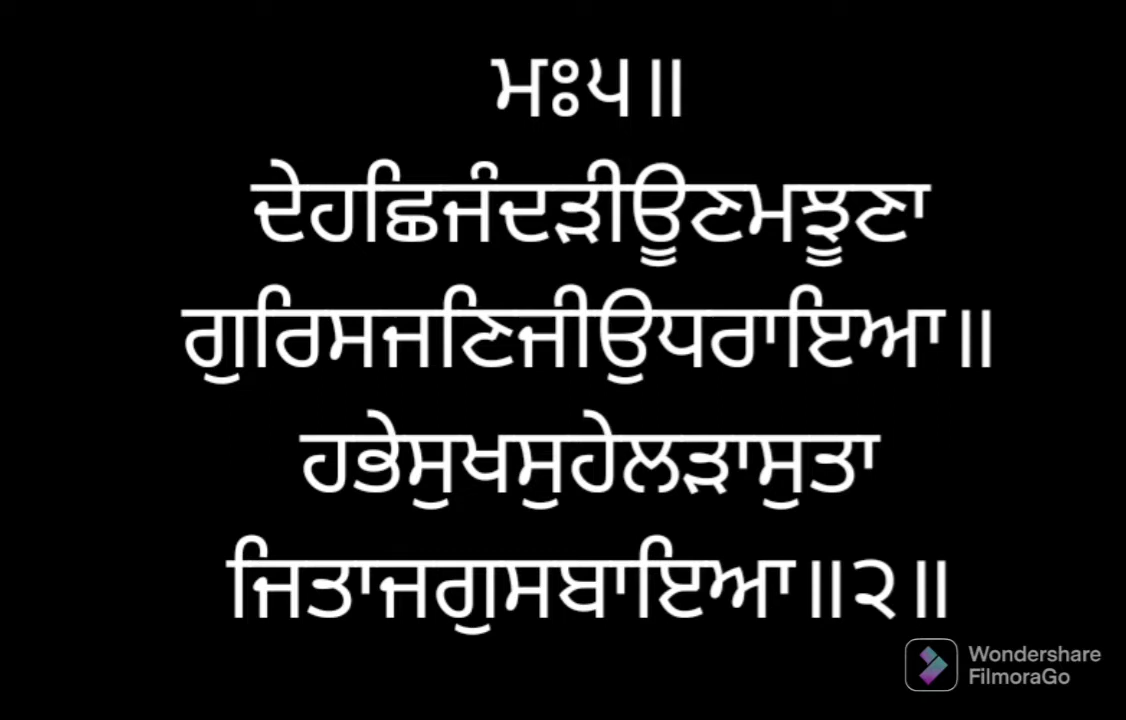 ਮਃ੫॥
ਦੇਹਛਿਜੰਦੜੀਊਣਮਝੂਣਾ
ਗੁਰਿਸਜਣਿਜੀਉਧਰਾਇਆ॥
ਹਭੇਸੁਖਸੁਹੇਲੜਾਸੁਤਾ
ਜਿਤਾਜਗੁਸਬਾਇਆ॥੨॥
Wondershare
FilmoraGo